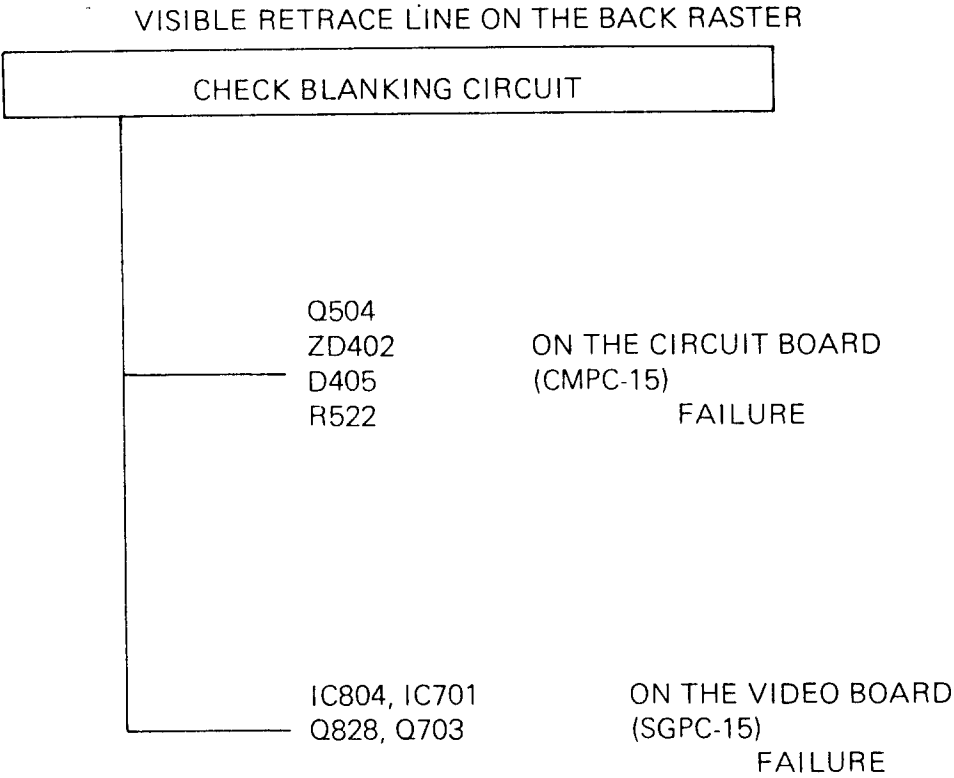 VISIBLE RETRACE LINE ON THE BACK RASTER
CHECK BLANKING CIRCUIT
Q504
ZD402 ON THE CIRCUIT BOARD
D405 (CMPC-15)
R522 FAILURE
IC804, IC701 ON THE VIDEO BOARD
Q828, Q703 (SGPC-15)
FAILURE